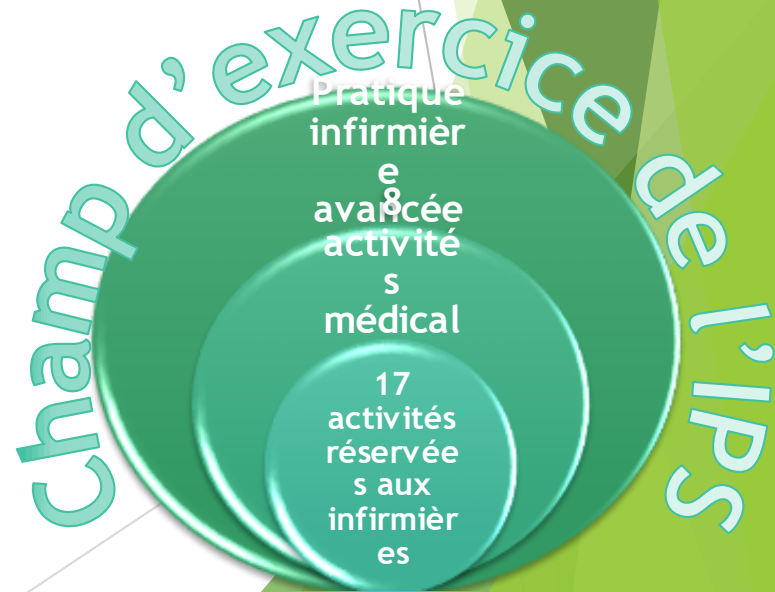 Champ d'exercice de l'IPS
Pratique
infirmièr
e
avancée
8
activité
s
médical
17
activités
réservée
s aux
infirmièr
es